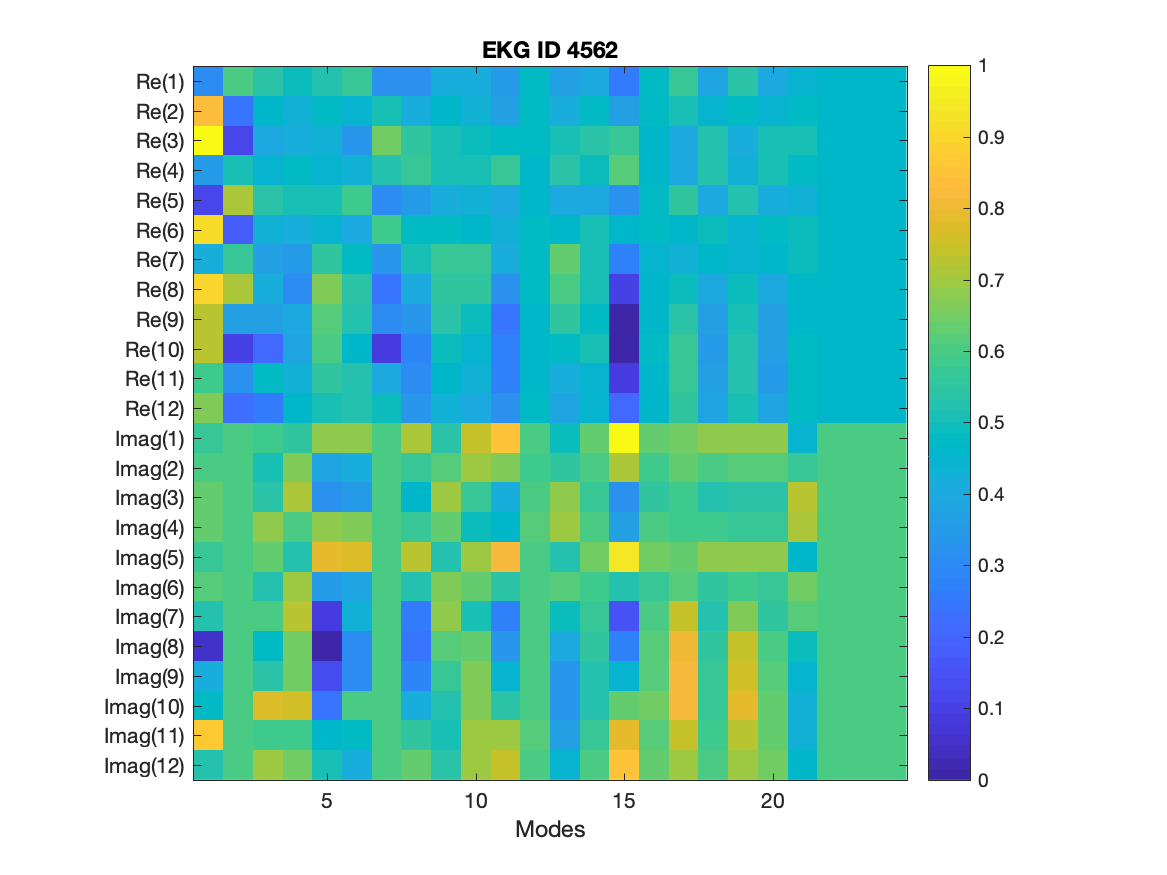 EKG ID 4562
Re(1)
Re(2)
Re(3)
Re(4)
Re(5)
Re(6)
Re(7)
Re(8)
Re(9)
Re(10)
Re(11)
Re(12)
Imag(1)
Imag(2)
Imag(3)
Imag(4)
Imag(5)
Imag(6)
Imag(7)
Imag(8)
Imag(9)
Imag(10)
Imag(11)
Imag(12)
5 10 15 20
Modes
1
0.9
0.8
0.7
0.6
0.5
0.4
0.3
0.2
0.1
0